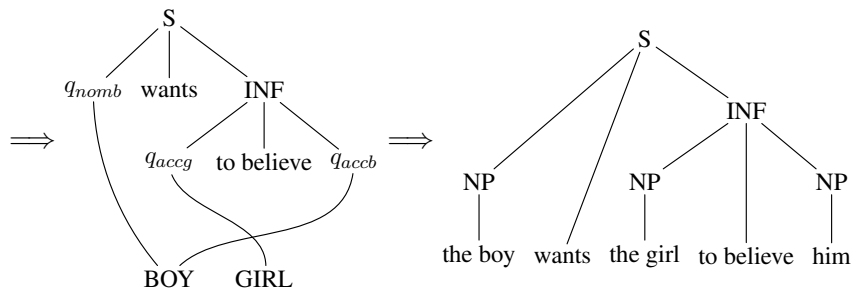 S
S
q_nomb wants INF
INF
⟹ q_accg to believe q_accb ⟹
NP NP NP
the boy wants the girl to believe him
BOY GIRL